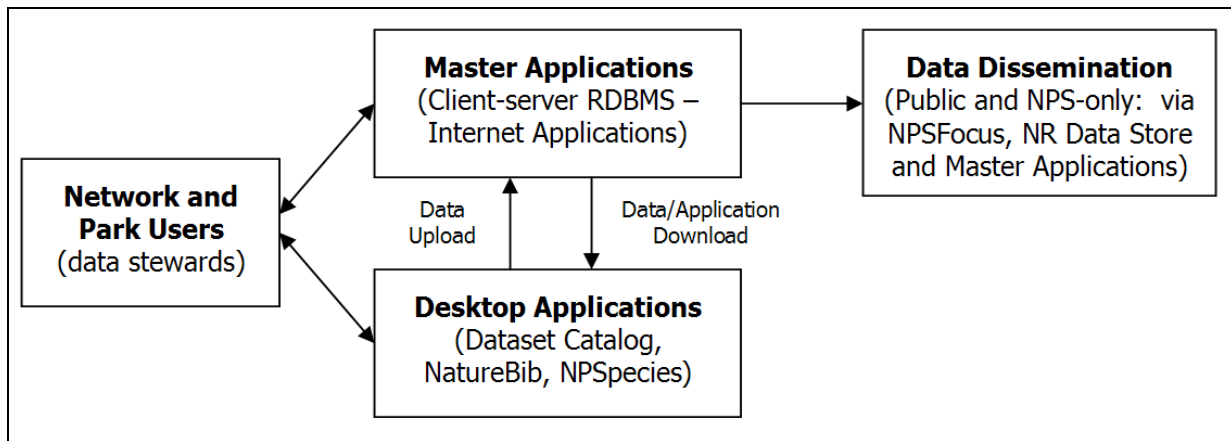 Network and
Park Users
(data stewards)
Master Applications
(Client-server RDBMS –
Internet Applications)
Data
Upload
Data/Application
Download
Desktop Applications
(Dataset Catalog,
NatureBib, NPSpecies)
Data Dissemination
(Public and NPS-only:  via
NPSFocus, NR Data Store
and Master Applications)